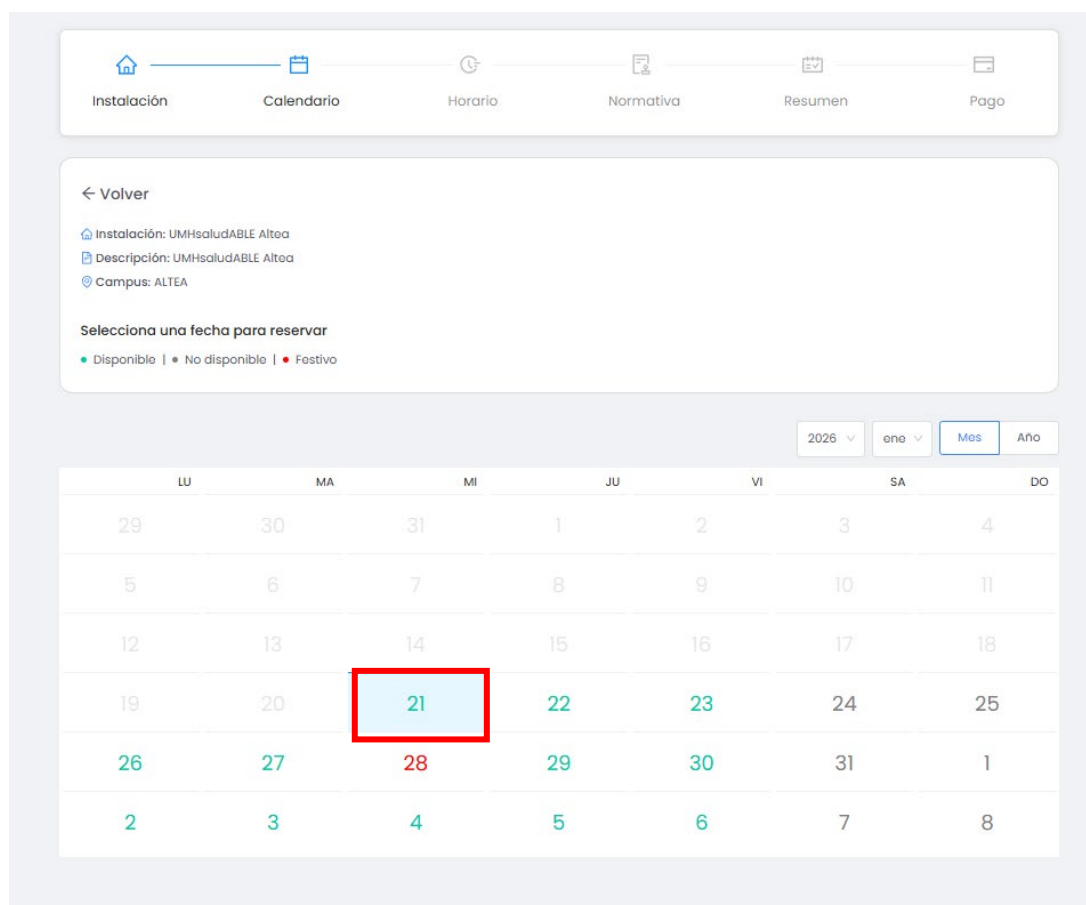 Instalación Calendario Horario Normativa Resumen Pago
← Volver
Instalación: UMHsaludABLE Altea
Descripción: UMHsaludABLE Altea
Campus: ALTEA
Selecciona una fecha para reservar
• Disponible | • No disponible | • Festivo
2026 ene Mes Año
LU MA MI JU VI SA DO
29 30 31 1 2 3 4
5 6 7 8 9 10 11
12 13 14 15 16 17 18
19 20 21 22 23 24 25
26 27 28 29 30 31 1
2 3 4 5 6 7 8